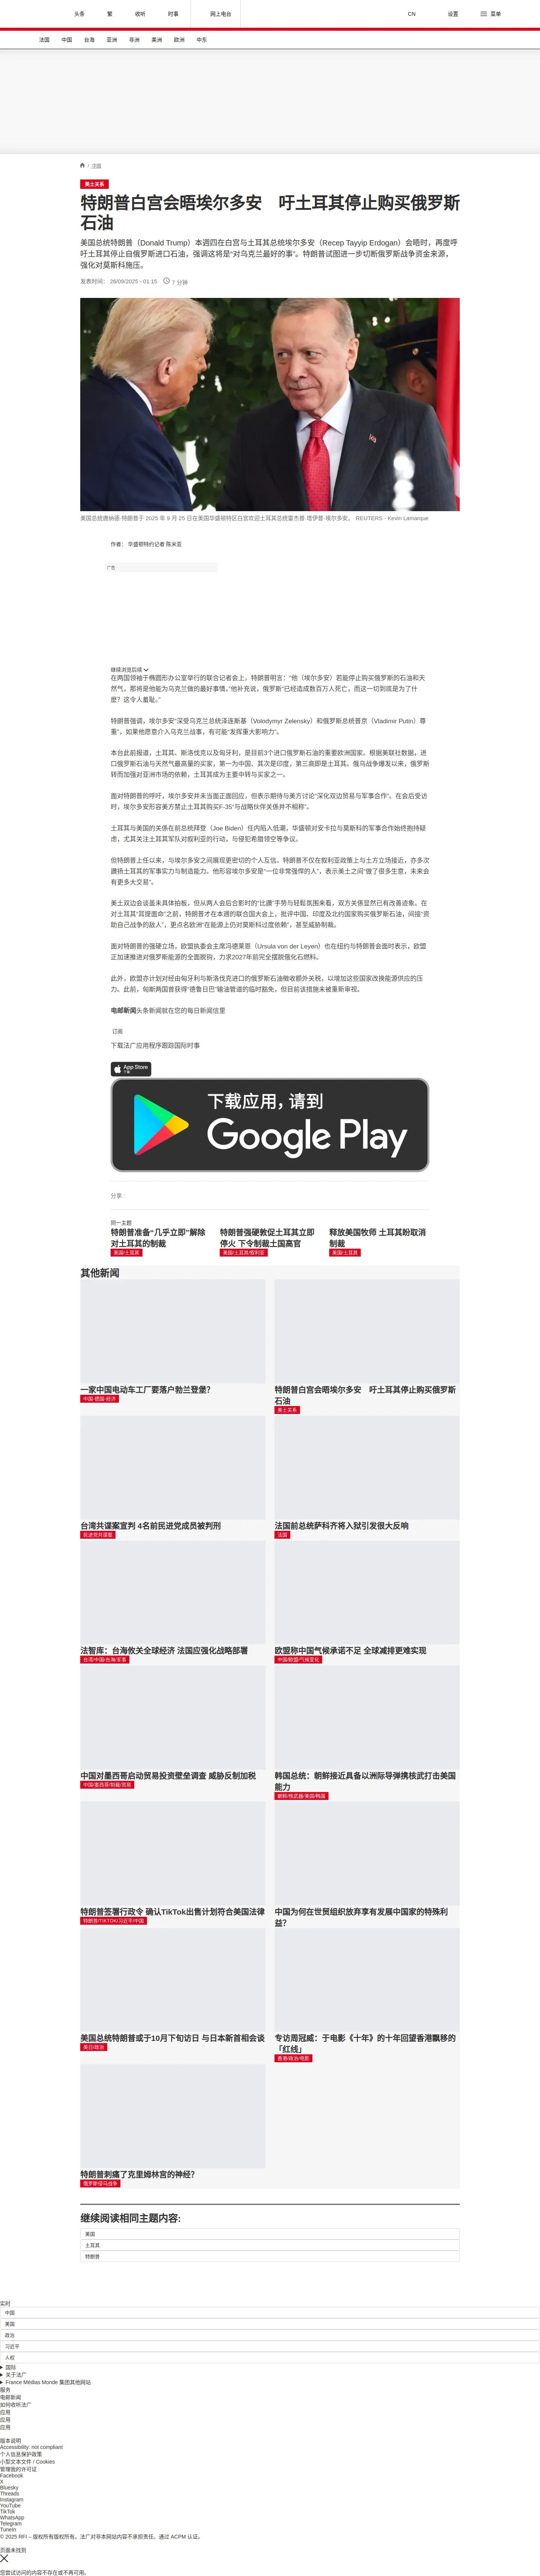 头条
繁
收听
时事
网上电台
CN
设置
菜单
法国
中国
台海
亚洲
非洲
美洲
欧洲
中东
/ 法国
美土关系
特朗普白宫会晤埃尔多安　吁土耳其停止购买俄罗斯
石油
美国总统特朗普（Donald Trump）本週四在白宫与土耳其总统埃尔多安（Recep Tayyip Erdogan）会晤时，再度呼
吁土耳其停止自俄罗斯进口石油，强调这将是“对乌克兰最好的事”。特朗普试图进一步切断俄罗斯战争资金来源，
强化对莫斯科施压。
发表时间： 26/09/2025 - 01:15
7 分钟
美国总统唐纳德·特朗普于 2025 年 9 月 25 日在美国华盛顿特区白宫欢迎土耳其总统雷杰普·塔伊普·埃尔多安。 REUTERS - Kevin Lamarque
作者： 华盛顿特约记者 陈米亚
广告
继续浏览后续
在两国领袖于椭圆形办公室举行的联合记者会上，特朗普明言：“他（埃尔多安）若能停止购买俄罗斯的石油和天
然气，那将是他能为乌克兰做的最好事情。”他补充说，俄罗斯“已经造成数百万人死亡，而这一切到底是为了什
麽？这令人羞耻。”
特朗普强调，埃尔多安“深受乌克兰总统泽连斯基（Volodymyr Zelensky）和俄罗斯总统普京（Vladimir Putin）尊
重”，如果他愿意介入乌克兰战事，有可能“发挥重大影响力”。
本台此前报道，土耳其、斯洛伐克以及匈牙利，是目前3个进口俄罗斯石油的重要欧洲国家。根据美联社数据，进
口俄罗斯石油与天然气最高量的买家，第一为中国、其次是印度，第三高即是土耳其。俄乌战争爆发以来，俄罗斯
转而加强对亚洲市场的依赖，土耳其成为主要中转与买家之一。
面对特朗普的呼吁，埃尔多安并未当面正面回应，但表示期待与美方讨论“深化双边贸易与军事合作”。在会后受访
时，埃尔多安形容美方禁止土耳其购买F-35“与战略伙伴关係并不相称”。
土耳其与美国的关係在前总统拜登（Joe Biden）任内陷入低潮，华盛顿对安卡拉与莫斯科的军事合作始终抱持疑
虑，尤其关注土耳其军队对叙利亚的行动，与侵犯希腊领空等争议。
但特朗普上任以来，与埃尔多安之间展现更密切的个人互信。特朗普不仅在叙利亚政策上与土方立场接近，亦多次
讚扬土耳其的军事实力与制造能力。他形容埃尔多安是“一位非常强悍的人”，表示美土之间“做了很多生意，未来会
有更多大交易”。
美土双边会谈虽未具体拍板，但从两人会后合影时的“比讚”手势与轻鬆氛围来看，双方关係显然已有改善迹象。在
对土耳其“耳提面命”之前，特朗普才在本週的联合国大会上，批评中国、印度及北约国家购买俄罗斯石油，间接“资
助自己战争的敌人”，更点名欧洲“在能源上仍对莫斯科过度依赖”，甚至威胁制裁。
面对特朗普的强硬立场，欧盟执委会主席冯德莱恩（Ursula von der Leyen）也在纽约与特朗普会面时表示，欧盟
正加速推进对俄罗斯能源的全面脱钩，力求2027年前完全摆脱俄化石燃料。
此外，欧盟亦计划对经由匈牙利与斯洛伐克进口的俄罗斯石油徵收额外关税，以增加这些国家改换能源供应的压
力。此前，匈斯两国曾获得“德鲁日巴”输油管道的临时豁免，但目前该措施未被重新审视。
电邮新闻头条新闻就在您的每日新闻信里
订阅
下载法广应用程序跟踪国际时事
App Store
下载
下载应用，请到
Google Play
分享 :
同一主题
特朗普准备“几乎立即”解除
对土耳其的制裁
美国/土耳其
特朗普强硬敦促土耳其立即
停火 下令制裁土国高官
美国/土耳其/叙利亚
释放美国牧师 土耳其盼取消
制裁
美国/土耳其
其他新闻
一家中国电动车工厂要落户勃兰登堡?
中国-德国-经济
特朗普白宫会晤埃尔多安　吁土耳其停止购买俄罗斯
石油
美土关系
台湾共谍案宣判 4名前民进党成员被判刑
民进党共谍案
法国前总统萨科齐将入狱引发很大反响
法国
法智库：台海攸关全球经济 法国应强化战略部署
台湾/中国/台海/军事
欧盟称中国气候承诺不足 全球减排更难实现
中国/欧盟/气候变化
中国对墨西哥启动贸易投资壁垒调查 威胁反制加税
中国/墨西哥/制裁/贸易
韩国总统：朝鲜接近具备以洲际导弹携核武打击美国
能力
朝鲜/核武器/美国/韩国
特朗普签署行政令 确认TikTok出售计划符合美国法律
特朗普/TIKTOK/习近平/中国
中国为何在世贸组织放弃享有发展中国家的特殊利
益?
美国总统特朗普或于10月下旬访日 与日本新首相会谈
美日/政治
专访周冠威：于电影《十年》的十年回望香港飘移的
「红线」
香港/政治/电影
特朗普刺痛了克里姆林宫的神经?
俄罗斯侵乌战争
继续阅读相同主题内容:
美国
土耳其
特朗普
实时
中国
美国
政治
习近平
人权
国际
关于法广
France Médias Monde 集团其他网站
服务
电邮新闻
如何收听法广
应用
应用
应用
版本说明
Accessibility: not compliant
个人信息保护政策
小型文本文件 / Cookies
管理我的许可证
Facebook
X
Bluesky
Threads
Instagram
YouTube
TikTok
WhatsApp
Telegram
TuneIn
© 2025 RFI – 版权所有版权所有。法广对非本网站内容不承担责任。通过 ACPM 认证。
页面未找到
您尝试访问的内容不存在或不再可用。